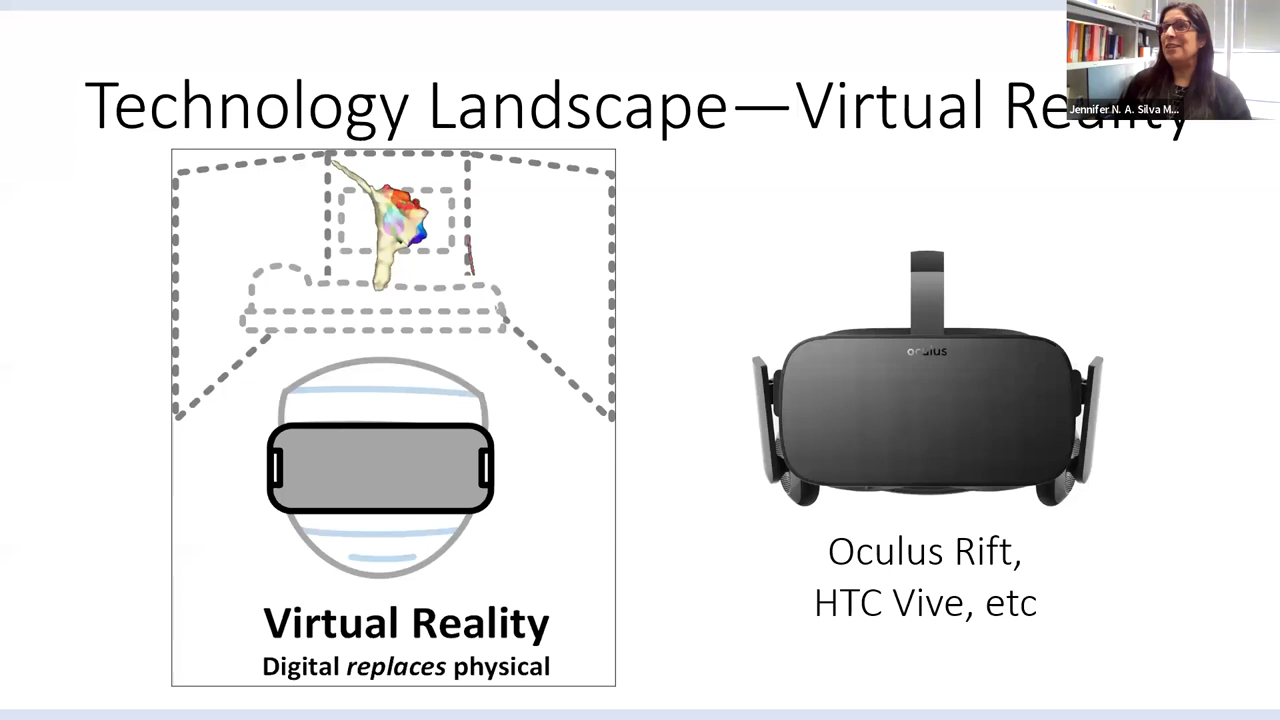 Technology Landscape—Virtual Reality
Jennifer N. A. Silva M...
oculus
Oculus Rift,
HTC Vive, etc
Virtual Reality
Digital replaces physical